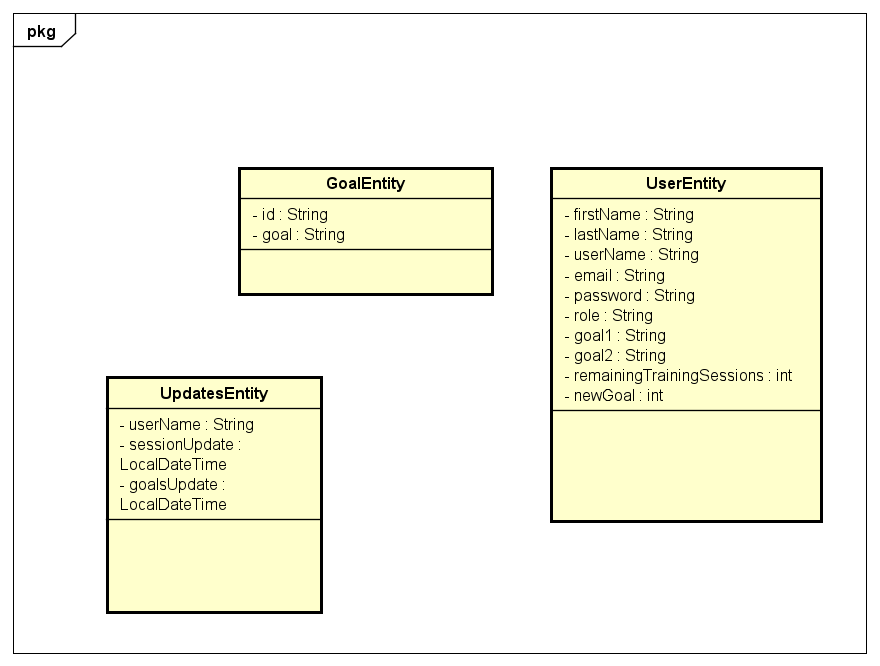 pkg
GoalEntity
- id : String
- goal : String
UserEntity
- firstName : String
- lastName : String
- userName : String
- email : String
- password : String
- role : String
- goal1 : String
- goal2 : String
- remainingTrainingSessions : int
- newGoal : int
UpdatesEntity
- userName : String
- sessionUpdate :
LocalDateTime
- goalsUpdate :
LocalDateTime